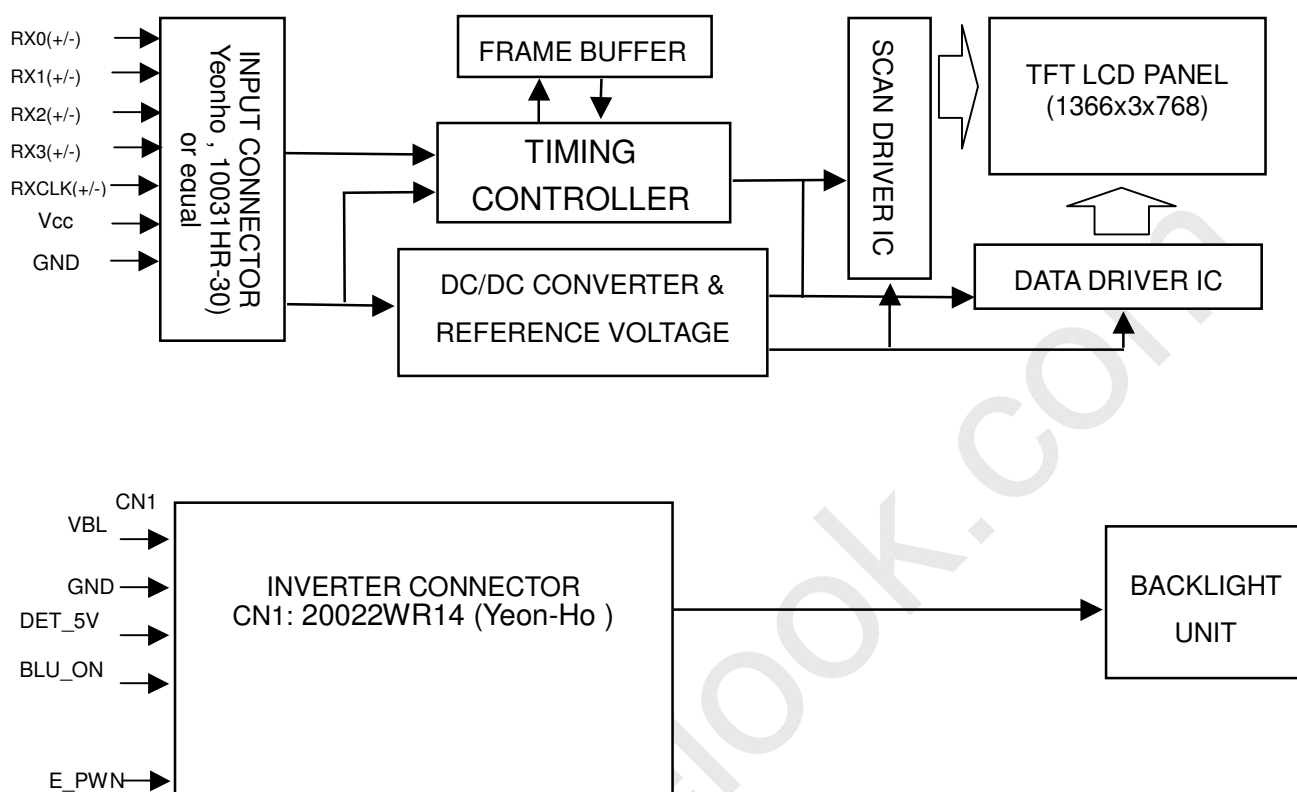 RX0(+/-)
RX1(+/-)
RX2(+/-)
RX3(+/-)
RXCLK(+/-)
Vcc
GND
INPUT CONNECTOR
Yeonho , 10031HR-30)
or equal
FRAME BUFFER
TIMING
CONTROLLER
DC/DC CONVERTER &
REFERENCE VOLTAGE
SCAN DRIVER IC
TFT LCD PANEL
(1366x3x768)
DATA DRIVER IC
CN1
VBL
GND
DET_5V
BLU_ON
E_PWN
INVERTER CONNECTOR
CN1: 20022WR14 (Yeon-Ho )
BACKLIGHT
UNIT
look.com